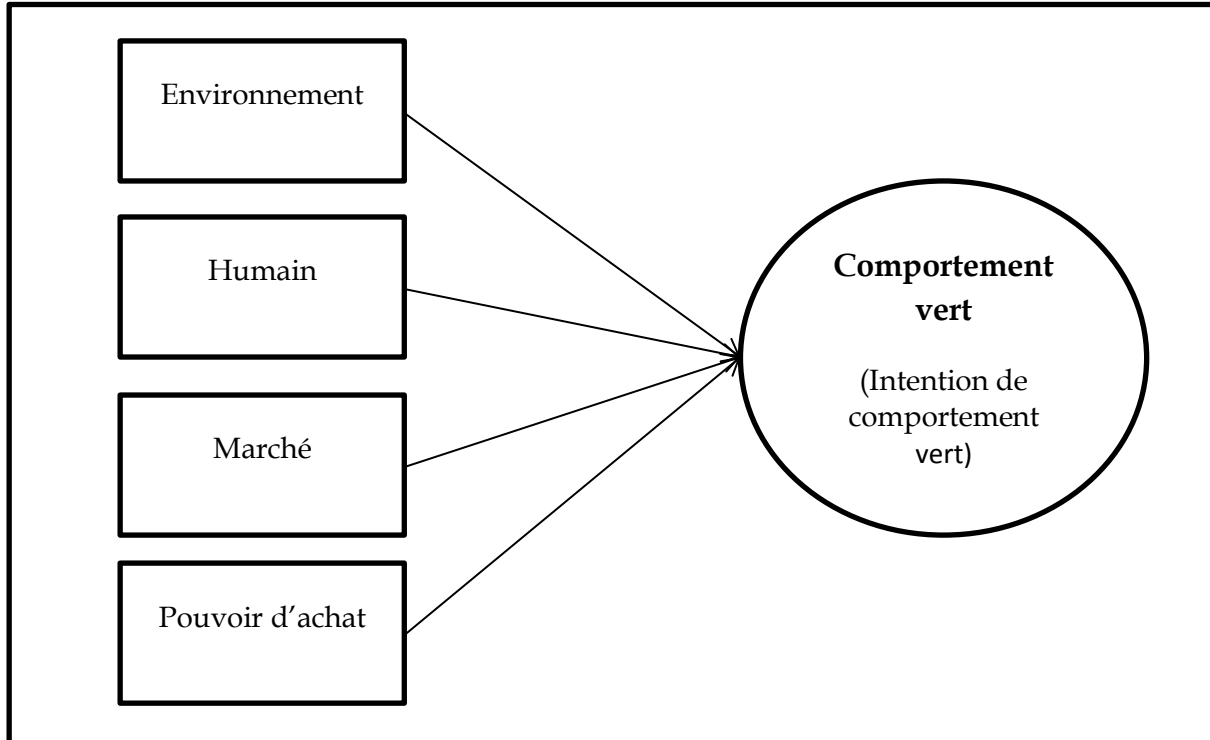 Environnement
Humain
Marché
Pouvoir d’achat
Comportement
vert
(Intention de
comportement
vert)